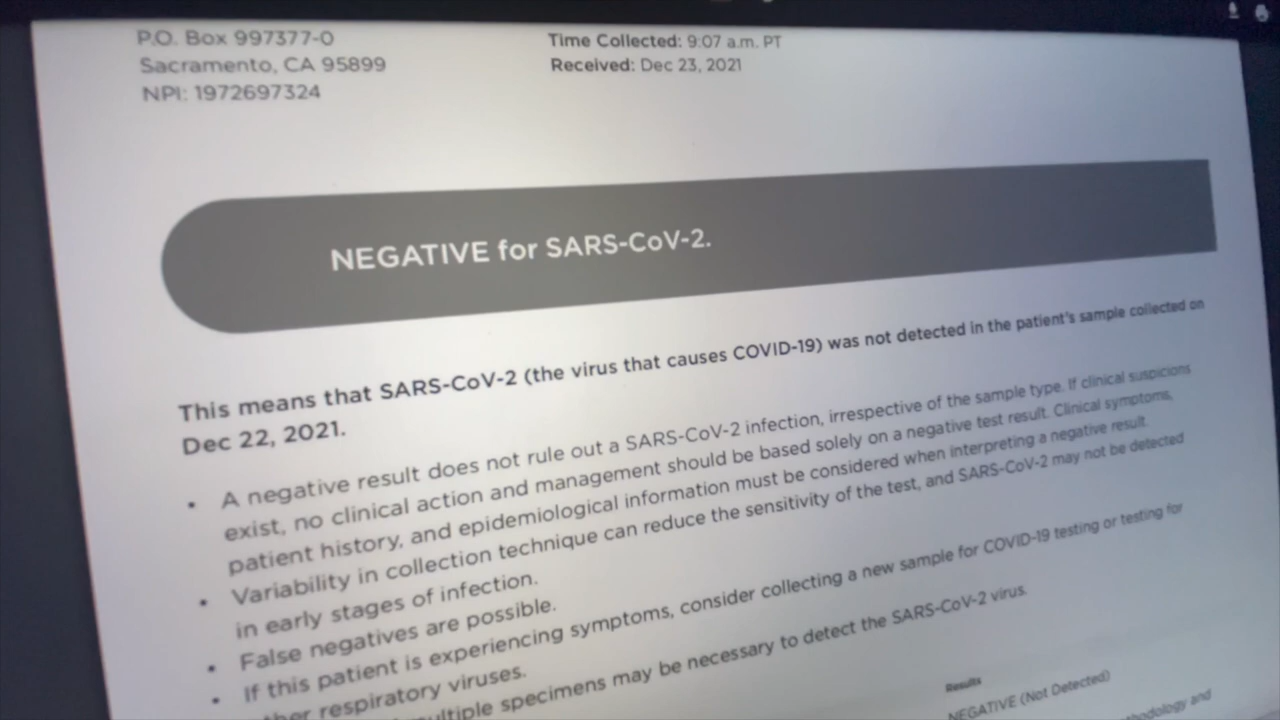 P.O. Box 997377-0
Sacramento, CA 95899
NPI: 1972697324
Time Collected: 9:07 a.m. PT
Received: Dec 23, 2021
NEGATIVE for SARS-CoV-2.
This means that SARS-CoV-2 (the virus that causes COVID-19) was not detected in the patient's sample collected on
Dec 22, 2021.
• A negative result does not rule out a SARS-CoV-2 infection, irrespective of the sample type. If clinical suspicions
exist, no clinical action and management should be based solely on a negative test result. Clinical symptoms,
patient history, and epidemiological information must be considered when interpreting a negative result.
• Variability in collection technique can reduce the sensitivity of the test, and SARS-CoV-2 may not be detected
in early stages of infection.
• False negatives are possible.
• If this patient is experiencing symptoms, consider collecting a new sample for COVID-19 testing or testing for
respiratory viruses.
multiple specimens may be necessary to detect the SARS-CoV-2 virus.
Results
NEGATIVE (Not Detected)
and